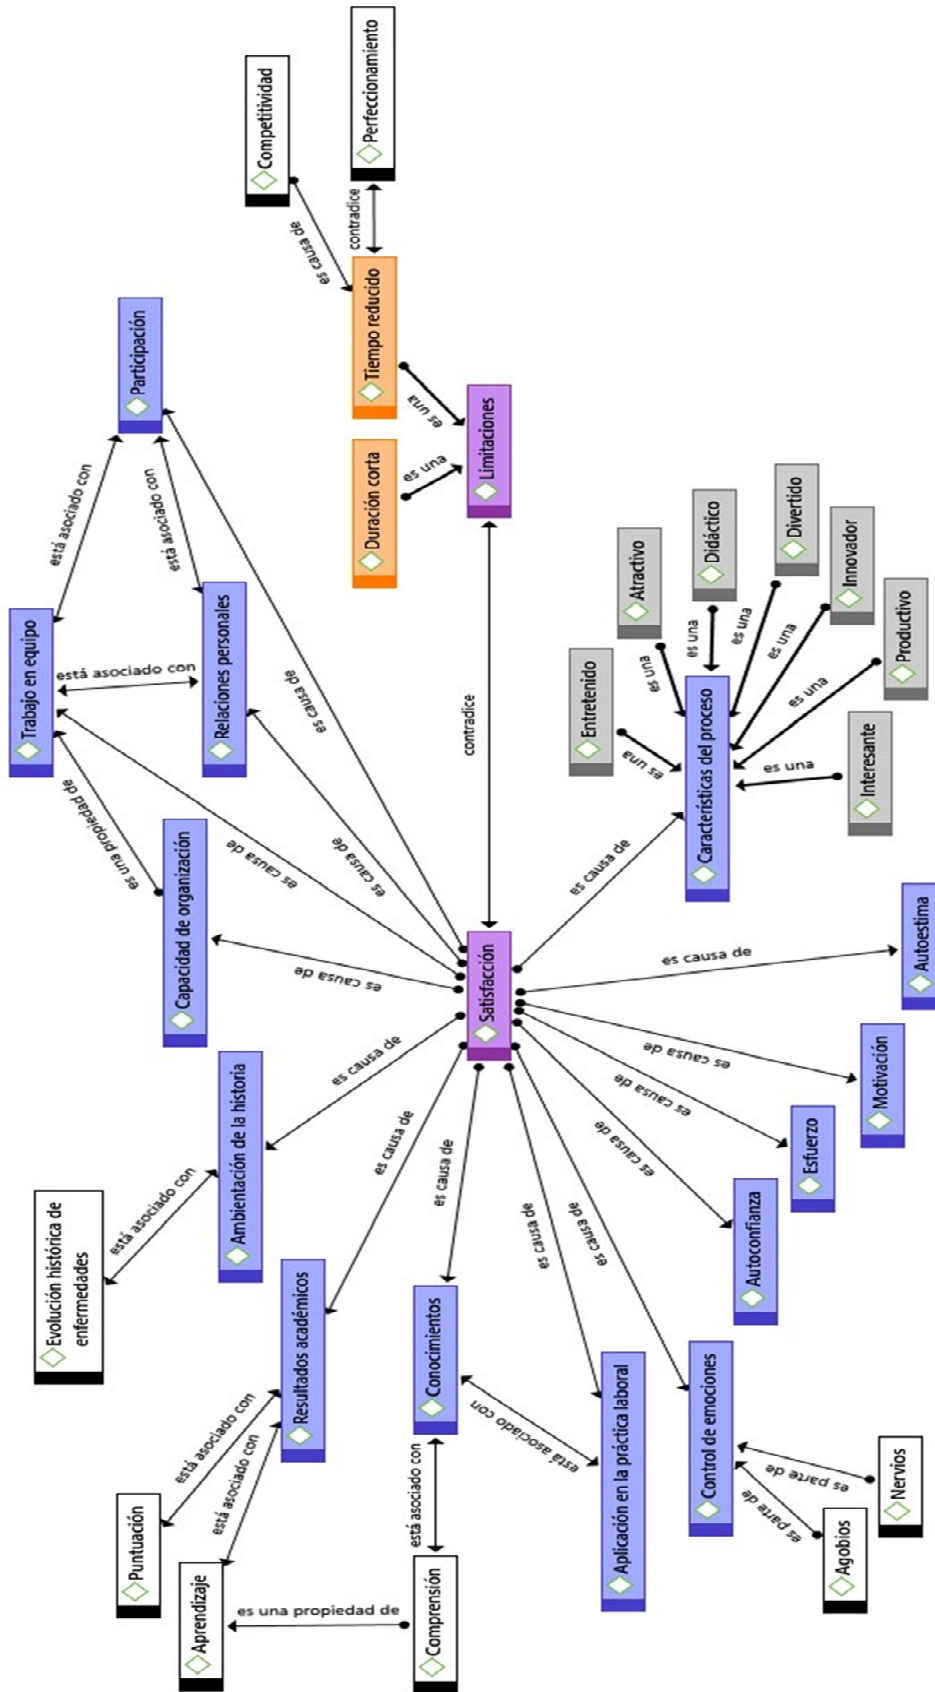 Evolución histórica de
enfermedades
está asociado con
Ambientación de la historia
es causa de
Puntuación
está asociado con
Aprendizaje
está asociado con
Resultados académicos
es causa de
es una propiedad de
Comprensión
está asociado con
Conocimientos
es causa de
está asociado con
Aplicación en la práctica laboral
es causa de
Control de emociones
es causa de
es parte de
Agobios
es parte de
Nervios
Autoconfianza
es causa de
Esfuerzo
es causa de
Motivación
es causa de
Autoestima
es causa de
Satisfacción
Capacidad de organización
es causa de
es una propiedad de
Trabajo en equipo
es causa de
está asociado con
Relaciones personales
es causa de
está asociado con
está asociado con
Participación
es causa de
contradice
Limitaciones
Duración corta
es una
Tiempo reducido
es una
Competitividad
es causa de
contradice
Perfeccionamiento
es causa de
Características del proceso
Entretenido
es una
Atractivo
es una
Didáctico
es una
Divertido
es una
Innovador
es una
Productivo
es una
Interesante
es una